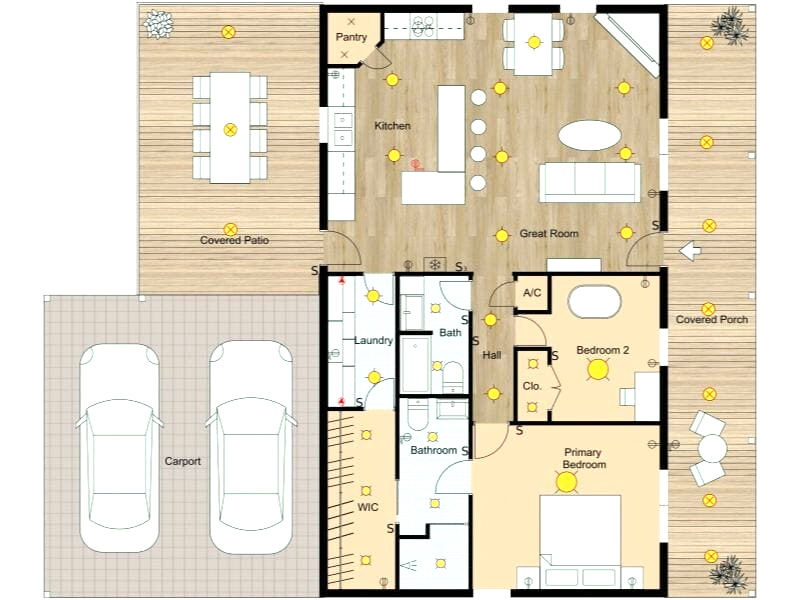 Pantry
Kitchen
Covered Patio
Great Room
S
S
S
S
A/C
Laundry
Bath
S
S
Hall
Bedroom 2
S
Clo.
Covered Porch
S
S
Primary
Bedroom
Bathroom
S
Carport
WIC
S